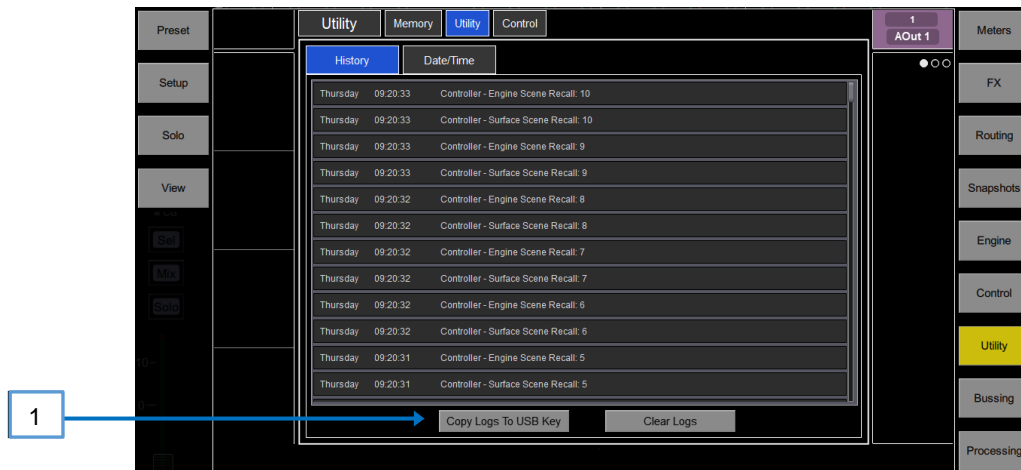 Preset
Setup
Solo
View
Sel
Mix
Solo
Utility Memory Utility Control
History Date/Time
Thursday 09:20:33 Controller - Engine Scene Recall: 10
Thursday 09:20:33 Controller - Surface Scene Recall: 10
Thursday 09:20:33 Controller - Engine Scene Recall: 9
Thursday 09:20:33 Controller - Surface Scene Recall: 9
Thursday 09:20:32 Controller - Engine Scene Recall: 8
Thursday 09:20:32 Controller - Surface Scene Recall: 8
Thursday 09:20:32 Controller - Engine Scene Recall: 7
Thursday 09:20:32 Controller - Surface Scene Recall: 7
Thursday 09:20:32 Controller - Engine Scene Recall: 6
Thursday 09:20:32 Controller - Surface Scene Recall: 6
Thursday 09:20:31 Controller - Engine Scene Recall: 5
Thursday 09:20:31 Controller - Surface Scene Recall: 5
Copy Logs To USB Key Clear Logs
1
AOut 1
Meters
FX
Routing
Snapshots
Engine
Control
Utility
Bussing
Processing
1